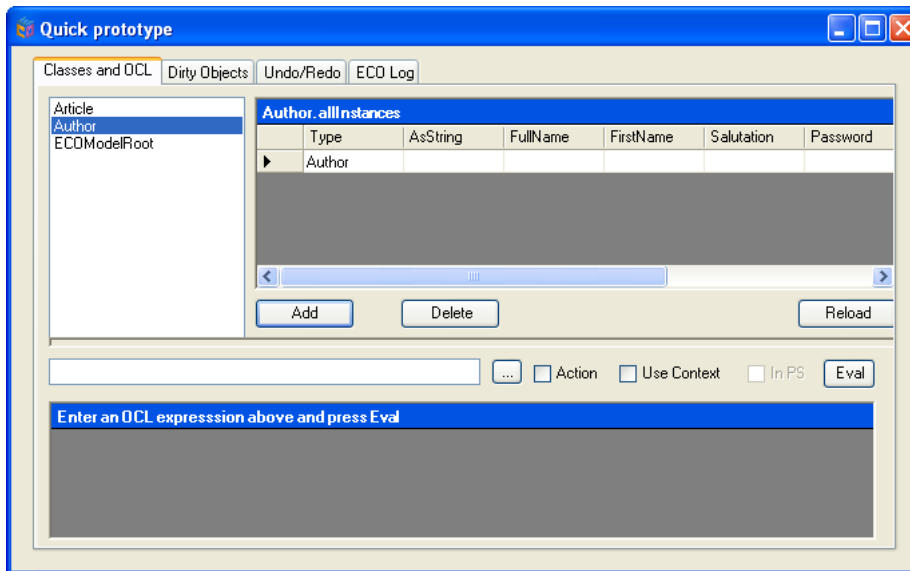 Quick prototype
Classes and OCL Dirty Objects Undo/Redo ECO Log
Article
Author
ECOModelRoot
Author.allInstances
Type AsString FullName FirstName Salutation Password
Author
Add Delete Reload
... Action Use Context In PS Eval
Enter an OCL expresssion above and press Eval